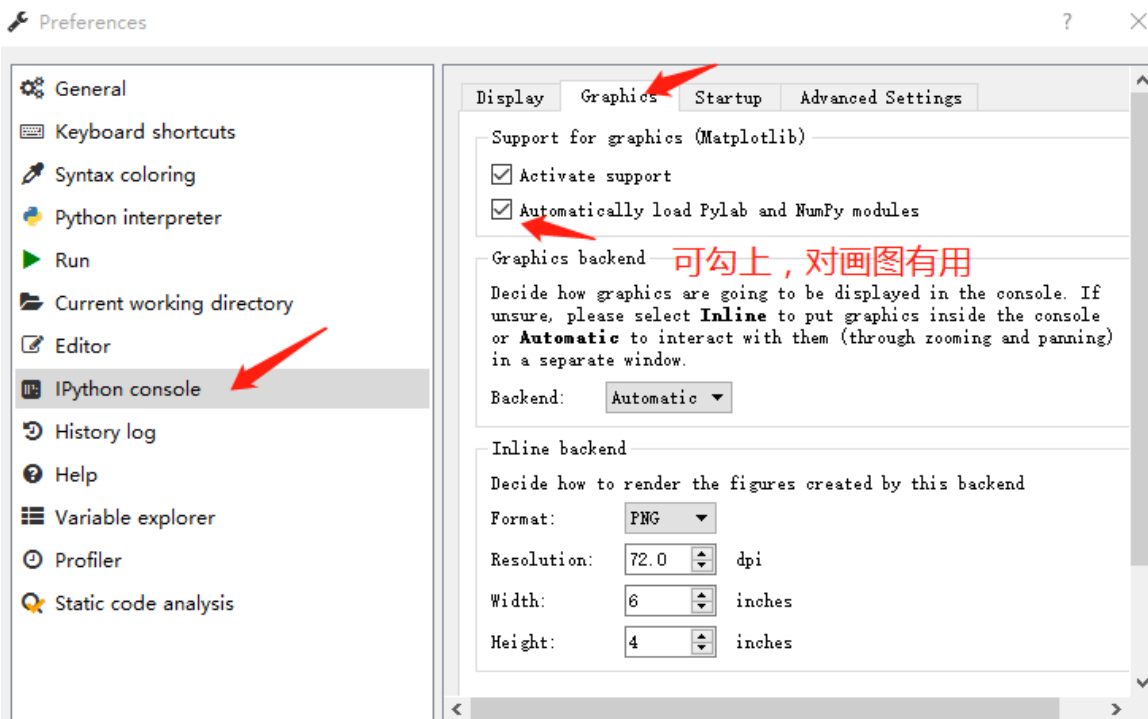 Preferences
General
Keyboard shortcuts
Syntax coloring
Python interpreter
Run
Current working directory
Editor
IPython console
History log
Help
Variable explorer
Profiler
Static code analysis
Display Graphics Startup Advanced Settings
Support for graphics (Matplotlib)
Activate support
Automatically load Pylab and NumPy modules
可勾上，对画图有用
Graphics backend
Decide how graphics are going to be displayed in the console. If
unsure, please select Inline to put graphics inside the console
or Automatic to interact with them (through zooming and panning)
in a separate window.
Backend: Automatic
Inline backend
Decide how to render the figures created by this backend
Format: PNG
Resolution: 72.0 dpi
Width: 6 inches
Height: 4 inches